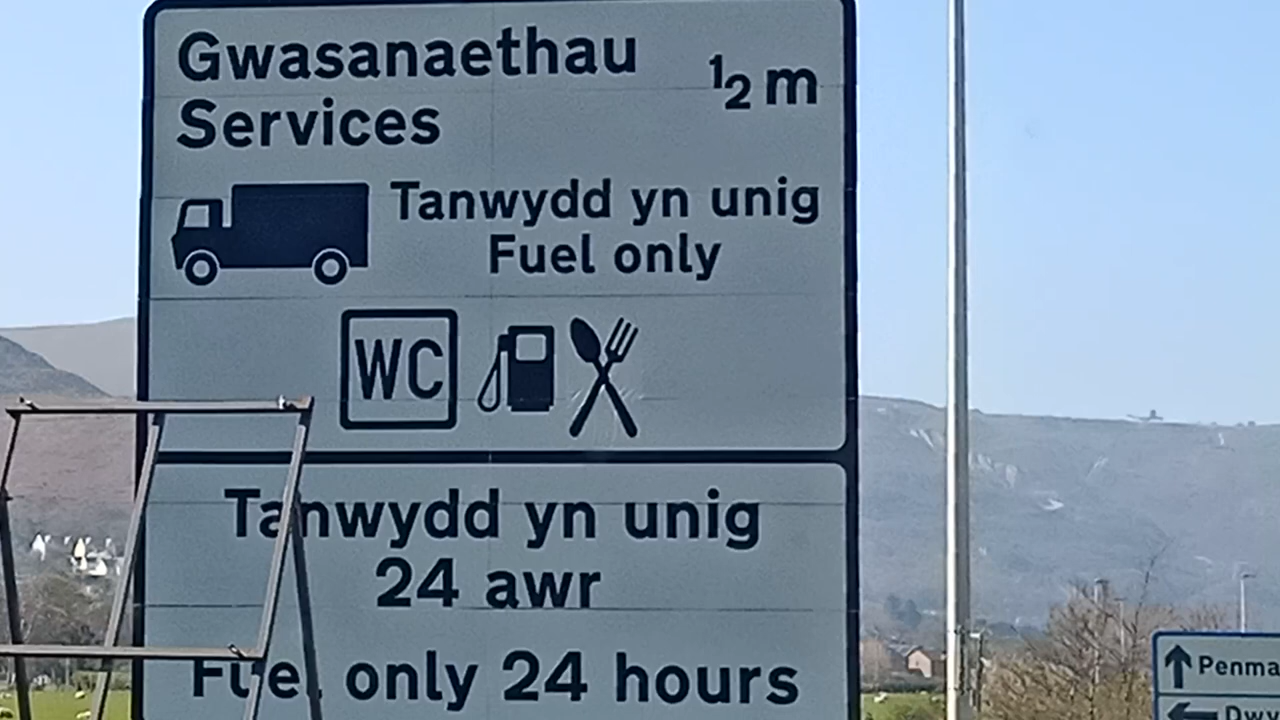 Gwasanaethau
½ m
Services
Tanwydd yn unig
Fuel only
WC
Tanwydd yn unig
24 awr
Fuel only 24 hours